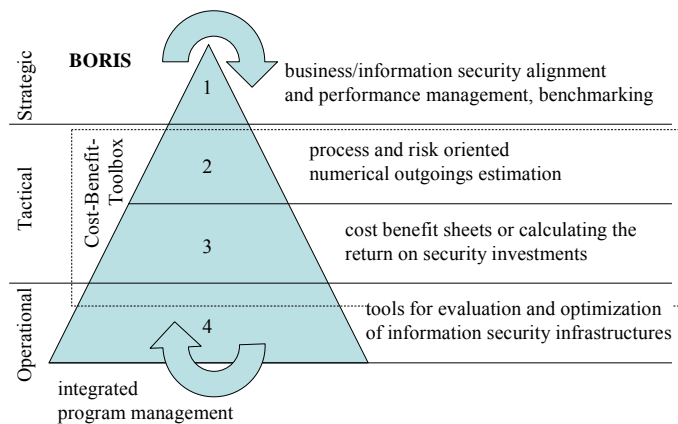 BORIS
Strategic
1
business/information security alignment
and performance management, benchmarking
Tactical
Cost-Benefit-
Toolbox
2
process and risk oriented
numerical outgoings estimation
3
cost benefit sheets or calculating the
return on security investments
Operational
4
tools for evaluation and optimization
of information security infrastructures
integrated
program management